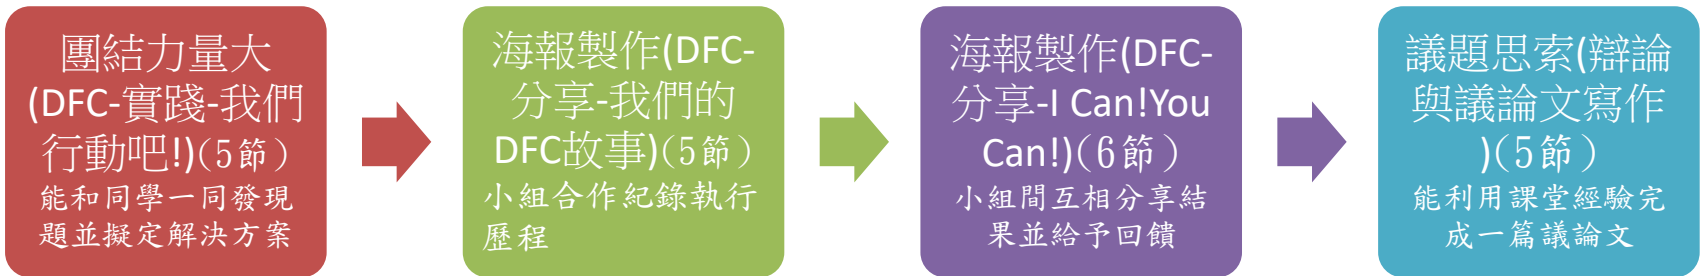 團結力量大
(DFC-實踐-我們
行動吧!)(5節)
能和同學一同發現
題並擬定解決方案
海報製作(DFC-
分享-我們的
DFC故事)(5節)
小組合作紀錄執行
歷程
海報製作(DFC-
分享-I Can!You
Can!)(6節)
小組間互相分享結
果並給予回饋
議題思索(辯論
與議論文寫作
)(5節)
能利用課堂經驗完
成一篇議論文